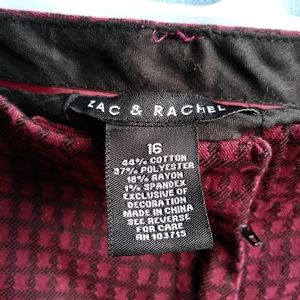 ZAC & RACHEL
16
44% COTTON
37% POLYESTER
18% RAYON
1% SPANDEX
EXCLUSIVE OF
DECORATION
MADE IN CHINA
SEE REVERSE
FOR CARE
RN 103715